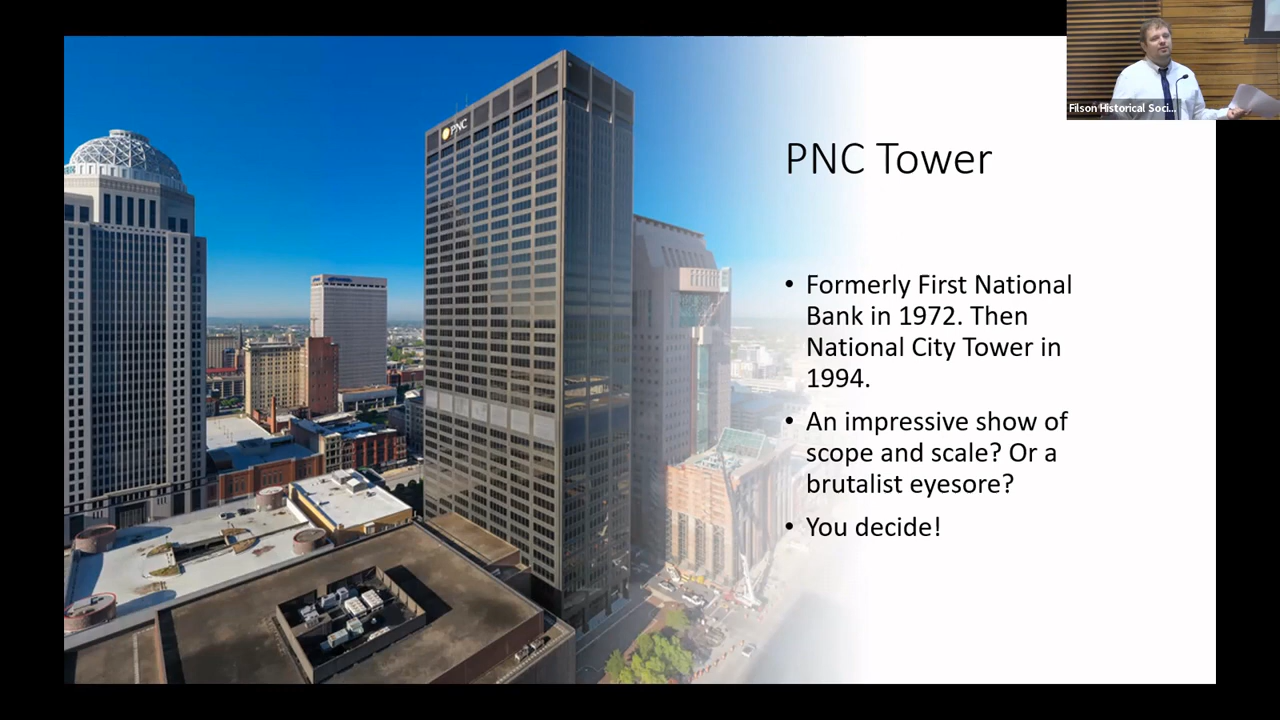 Filson Historical Soci...
PNC
PNC Tower
• Formerly First National
Bank in 1972. Then
National City Tower in
1994.
• An impressive show of
scope and scale? Or a
brutalist eyesore?
• You decide!